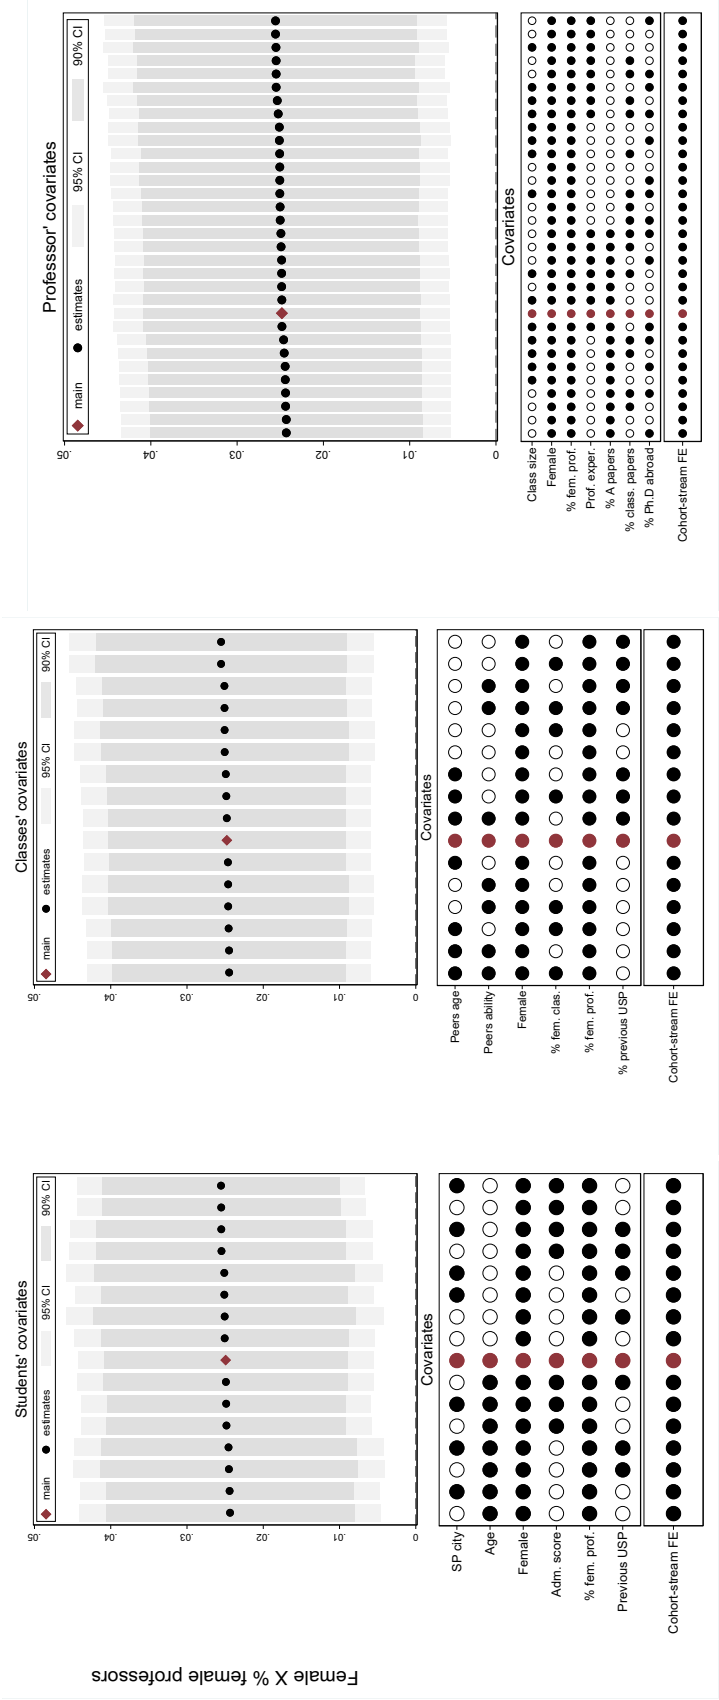 Female X % female professors
Students' covariates
main estimates 95% CI 90% CI
.05
.04
.03
.02
.01
0
Covariates
SP city
Age
Female
Adm. score
% fem. prof.
Previous USP
Cohort-stream FE
Classes' covariates
main estimates 95% CI 90% CI
.05
.04
.03
.02
.01
0
Covariates
Peers age
Peers ability
Female
% fem. clas.
% fem. prof.
% previous USP
Cohort-stream FE
Professsor' covariates
main estimates 95% CI 90% CI
.05
.04
.03
.02
.01
0
Covariates
Class size
Female
% fem. prof.
Prof. exper.
% A papers
% class. papers
% Ph.D abroad
Cohort-stream FE